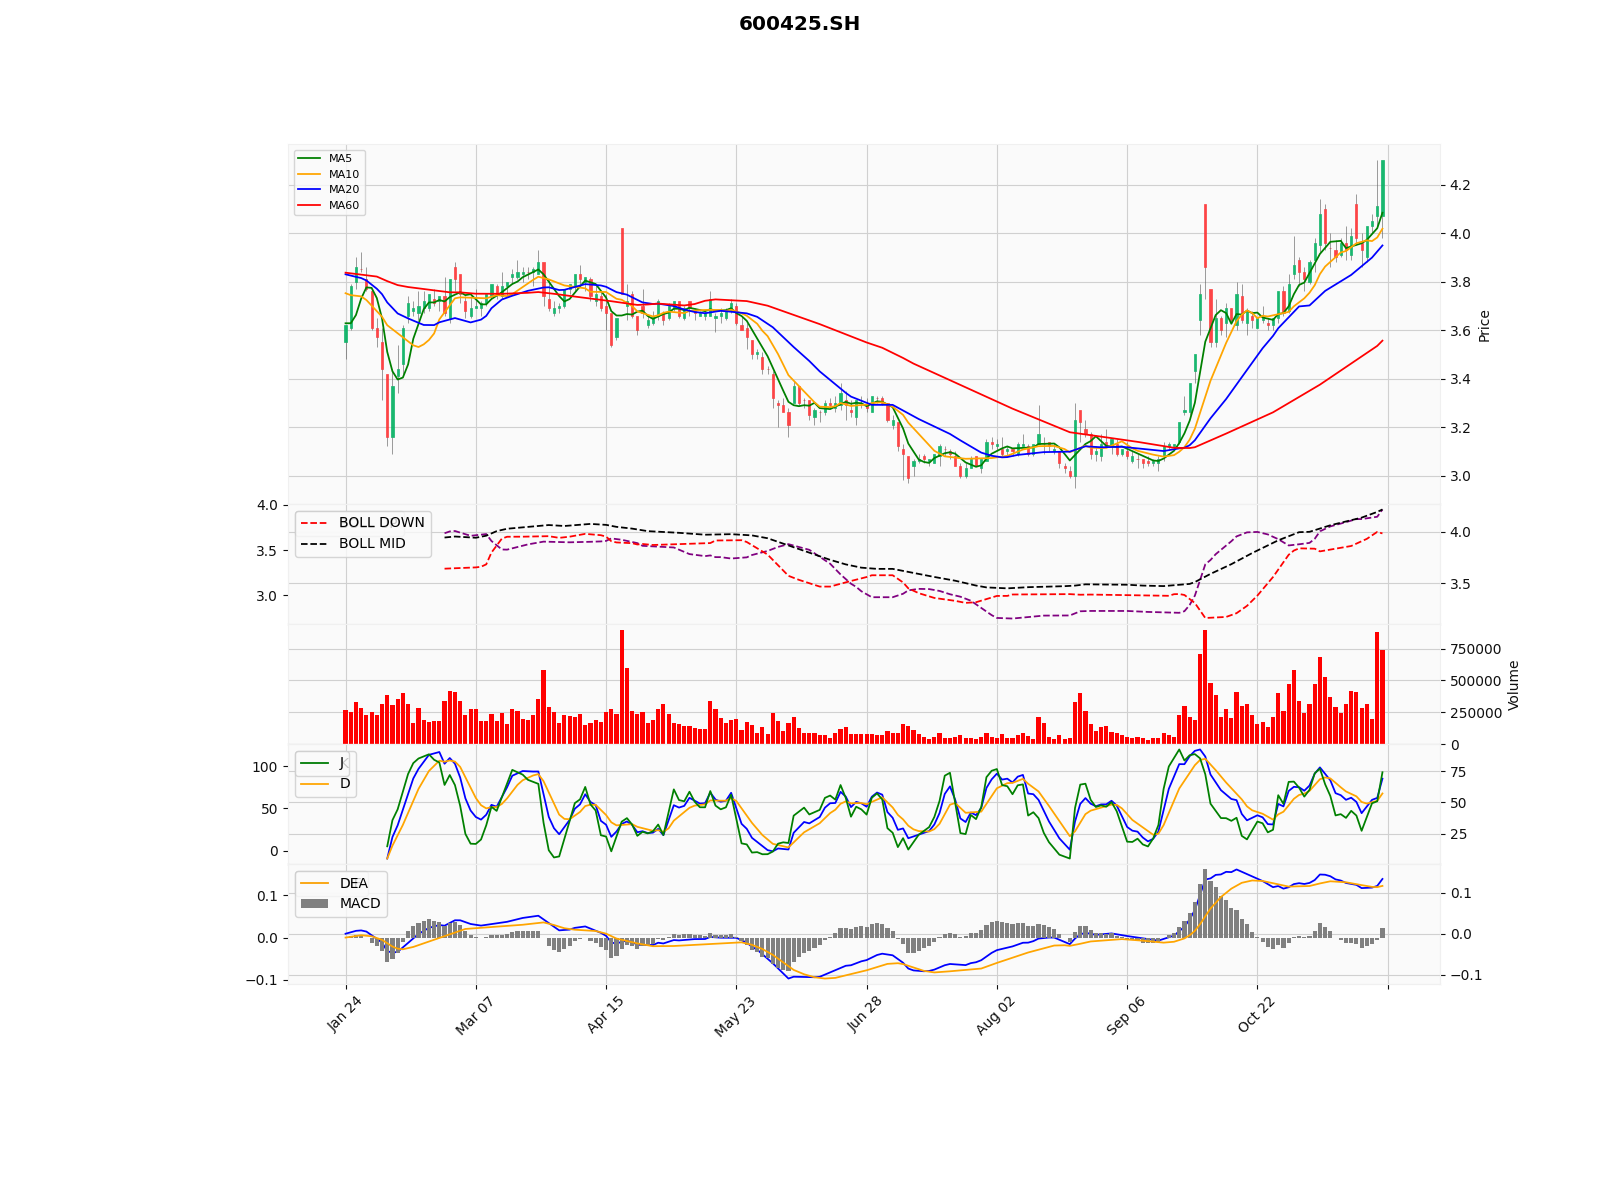 600425.SH
MA5
MA10
MA20
MA60
4.2
4.0
3.8
3.6
3.4
3.2
3.0
Price
4.0
3.5
3.0
BOLL DOWN
BOLL MID
4.0
3.5
750000
500000
250000
0
Volume
100
50
0
J
D
75
50
25
0.1
0.0
−0.1
DEA
MACD
0.1
0.0
−0.1
Jan 24
Mar 07
Apr 15
May 23
Jun 28
Aug 02
Sep 06
Oct 22